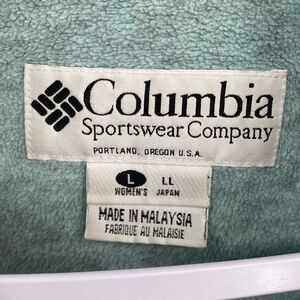 Columbia
Sportswear Company
PORTLAND, OREGON U.S.A.
L LL
WOMEN'S JAPAN
MADE IN MALAYSIA
FABRIQUE AU MALAISIE